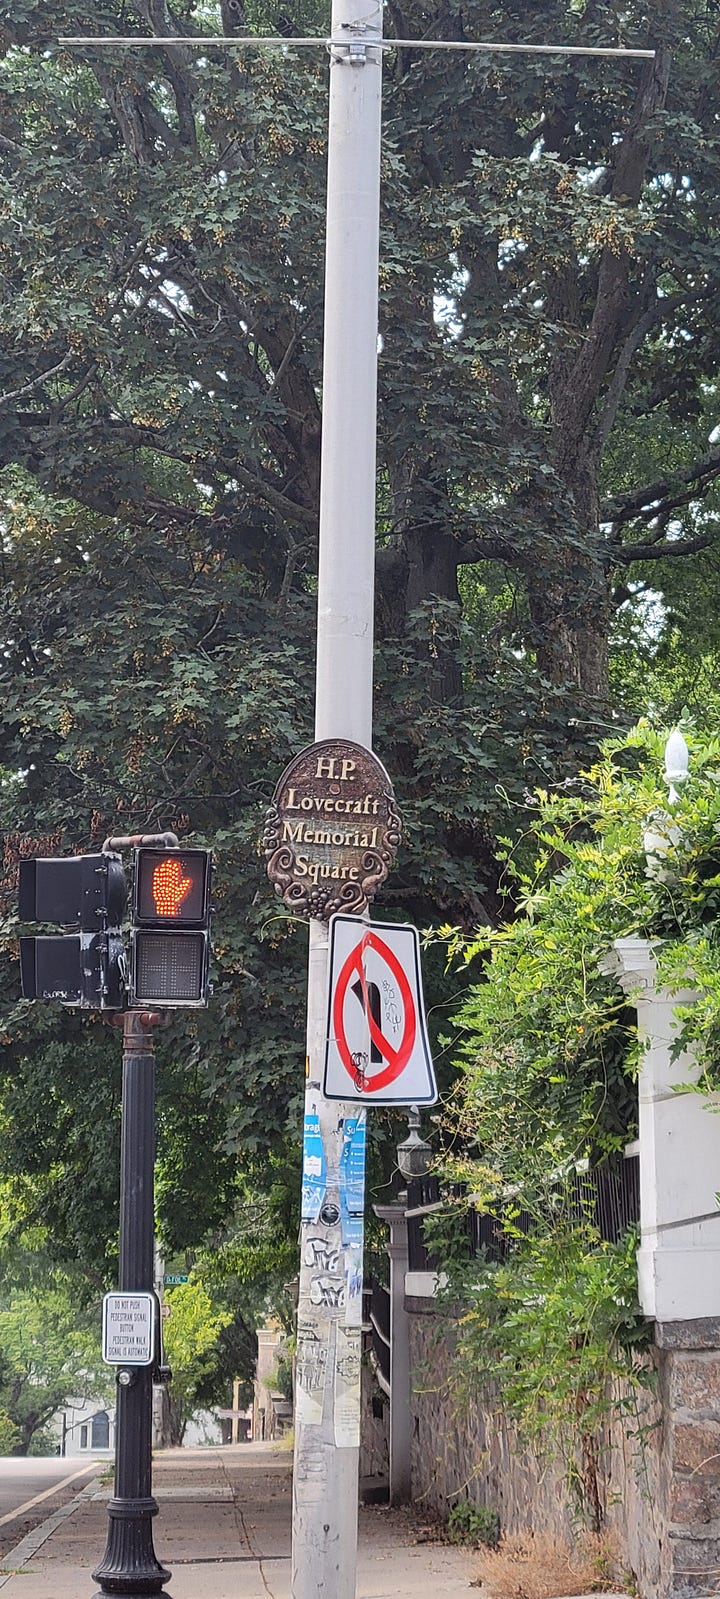 H.P.
Lovecraft
Memorial
Square
DO NOT PUSH
PEDESTRIAN SIGNAL
BUTTON
PEDESTRIAN WALK
SIGNAL IS AUTOMATIC